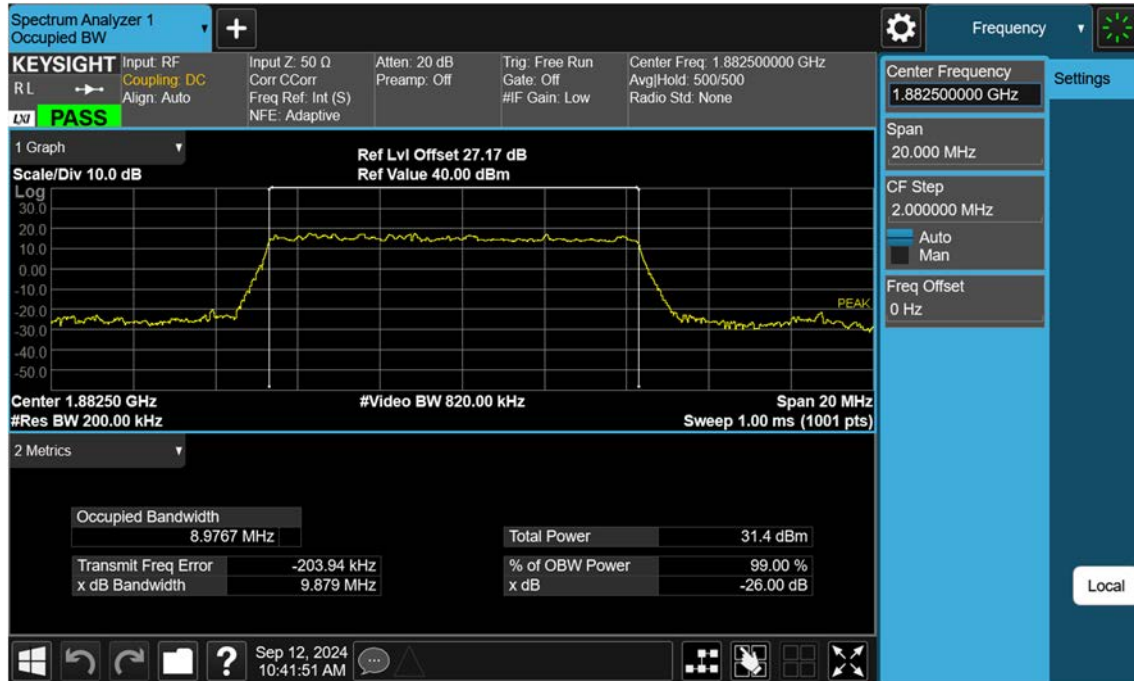 Spectrum Analyzer 1
Occupied BW
+
Frequency
KEYSIGHT
R L
LXI PASS
Input: RF
Coupling: DC
Align: Auto
Input Z: 50 Ω
Corr CCorr
Freq Ref: Int (S)
NFE: Adaptive
Atten: 20 dB
Preamp: Off
Trig: Free Run
Gate: Off
#IF Gain: Low
Center Freq: 1.882500000 GHz
Avg|Hold: 500/500
Radio Std: None
Center Frequency
1.882500000 GHz
Settings
Span
20.000 MHz
CF Step
2.000000 MHz
Auto
Man
Freq Offset
0 Hz
1 Graph
Scale/Div 10.0 dB
Ref Lvl Offset 27.17 dB
Ref Value 40.00 dBm
Log
30.0
20.0
10.0
0.00
-10.0
-20.0
-30.0
-40.0
-50.0
PEAK
Center 1.88250 GHz
#Video BW 820.00 kHz
Span 20 MHz
#Res BW 200.00 kHz
Sweep 1.00 ms (1001 pts)
2 Metrics
Occupied Bandwidth
8.9767 MHz
Total Power 31.4 dBm
Transmit Freq Error -203.94 kHz
% of OBW Power 99.00 %
x dB Bandwidth 9.879 MHz
x dB -26.00 dB
Local
?
Sep 12, 2024
10:41:51 AM